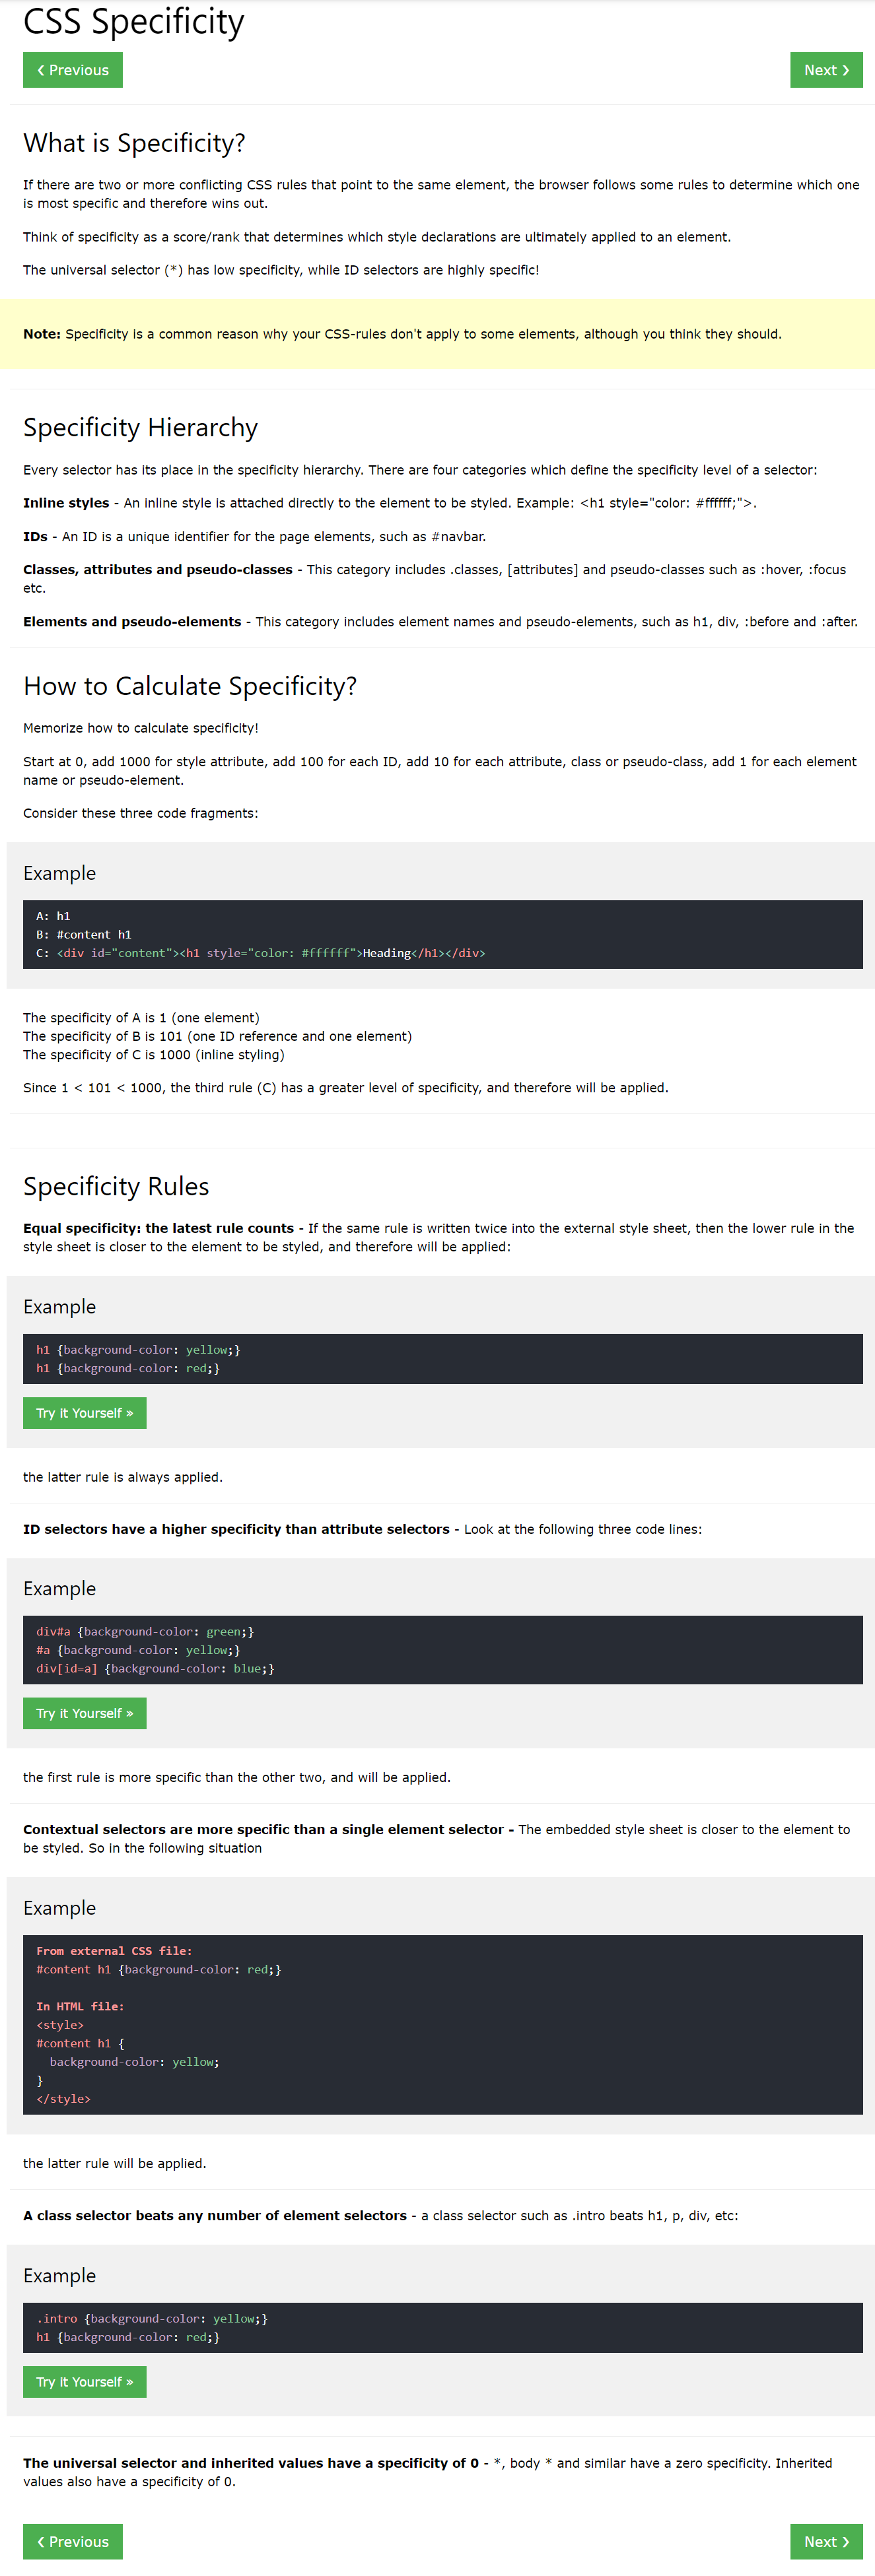 CSS Specificity
❮ Previous
Next ❯
What is Specificity?
If there are two or more conflicting CSS rules that point to the same element, the browser follows some rules to determine which one
is most specific and therefore wins out.
Think of specificity as a score/rank that determines which style declarations are ultimately applied to an element.
The universal selector (*) has low specificity, while ID selectors are highly specific!
Note: Specificity is a common reason why your CSS-rules don't apply to some elements, although you think they should.
Specificity Hierarchy
Every selector has its place in the specificity hierarchy. There are four categories which define the specificity level of a selector:
Inline styles - An inline style is attached directly to the element to be styled. Example: <h1 style="color: #ffffff;">.
IDs - An ID is a unique identifier for the page elements, such as #navbar.
Classes, attributes and pseudo-classes - This category includes .classes, [attributes] and pseudo-classes such as :hover, :focus
etc.
Elements and pseudo-elements - This category includes element names and pseudo-elements, such as h1, div, :before and :after.
How to Calculate Specificity?
Memorize how to calculate specificity!
Start at 0, add 1000 for style attribute, add 100 for each ID, add 10 for each attribute, class or pseudo-class, add 1 for each element
name or pseudo-element.
Consider these three code fragments:
Example
A: h1
B: #content h1
C: <div id="content"><h1 style="color: #ffffff">Heading</h1></div>
The specificity of A is 1 (one element)
The specificity of B is 101 (one ID reference and one element)
The specificity of C is 1000 (inline styling)
Since 1 < 101 < 1000, the third rule (C) has a greater level of specificity, and therefore will be applied.
Specificity Rules
Equal specificity: the latest rule counts - If the same rule is written twice into the external style sheet, then the lower rule in the
style sheet is closer to the element to be styled, and therefore will be applied:
Example
h1 {background-color: yellow;}
h1 {background-color: red;}
Try it Yourself »
the latter rule is always applied.
ID selectors have a higher specificity than attribute selectors - Look at the following three code lines:
Example
div#a {background-color: green;}
#a {background-color: yellow;}
div[id=a] {background-color: blue;}
Try it Yourself »
the first rule is more specific than the other two, and will be applied.
Contextual selectors are more specific than a single element selector - The embedded style sheet is closer to the element to
be styled. So in the following situation
Example
From external CSS file:
#content h1 {background-color: red;}
In HTML file:
<style>
#content h1 {
background-color: yellow;
}
</style>
the latter rule will be applied.
A class selector beats any number of element selectors - a class selector such as .intro beats h1, p, div, etc:
Example
.intro {background-color: yellow;}
h1 {background-color: red;}
Try it Yourself »
The universal selector and inherited values have a specificity of 0 - *, body * and similar have a zero specificity. Inherited
values also have a specificity of 0.
❮ Previous
Next ❯